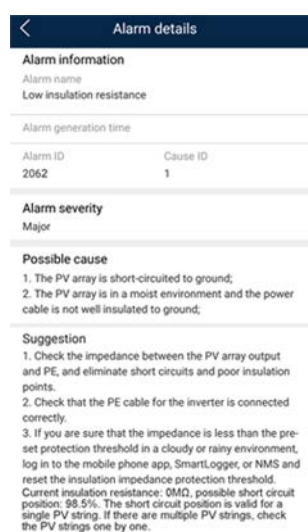 Alarm details
Alarm information
Alarm name
Low insulation resistance
Alarm generation time
Alarm ID Cause ID
2062 1
Alarm severity
Major
Possible cause
1. The PV array is short-circuited to ground;
2. The PV array is in a moist environment and the power
cable is not well insulated to ground;
Suggestion
1. Check the impedance between the PV array output
and PE, and eliminate short circuits and poor insulation
points.
2. Check that the PE cable for the inverter is connected
correctly.
3. If you are sure that the impedance is less than the pre-
set protection threshold in a cloudy or rainy environment,
log in to the mobile phone app, SmartLogger, or NMS and
reset the insulation impedance protection threshold.
Current insulation resistance: 0MΩ, possible short circuit
position: 98.5%. The short circuit position is valid for a
single PV string. If there are multiple PV strings, check
the PV strings one by one.